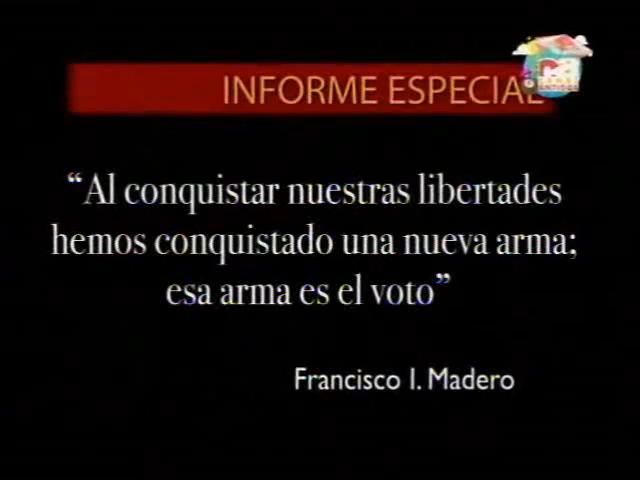 INFORME ESPECIAL
“Al conquistar nuestras libertades
hemos conquistado una nueva arma;
esa arma es el voto”
Francisco I. Madero